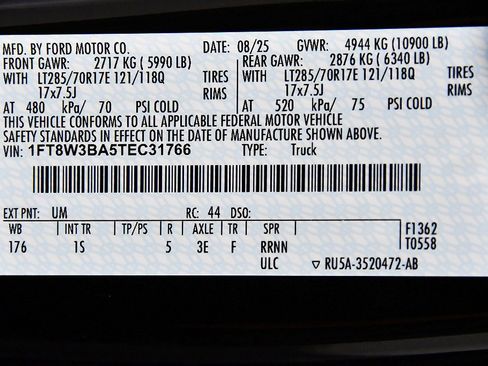 MFD. BY FORD MOTOR CO. DATE: 08/25 GVWR: 4944 KG (10900 LB)
FRONT GAWR: 2717 KG ( 5990 LB) REAR GAWR: 2876 KG ( 6340 LB)
WITH LT285/70R17E 121/118Q TIRES WITH LT285/70R17E 121/118Q TIRES
17x7.5J RIMS 17x7.5J RIMS
AT 480 kPa/ 70 PSI COLD AT 520 kPa/ 75 PSI COLD
THIS VEHICLE CONFORMS TO ALL APPLICABLE FEDERAL MOTOR VEHICLE
SAFETY STANDARDS IN EFFECT ON THE DATE OF MANUFACTURE SHOWN ABOVE.
VIN: 1FT8W3BA5TEC31766 TYPE: Truck
EXT PNT: UM RC: 44 DSO:
WB INT TR TP/PS R AXLE TR SPR F1362
176 1S 5 3E F RRNN T0558
ULC ▽ RU5A-3520472-AB